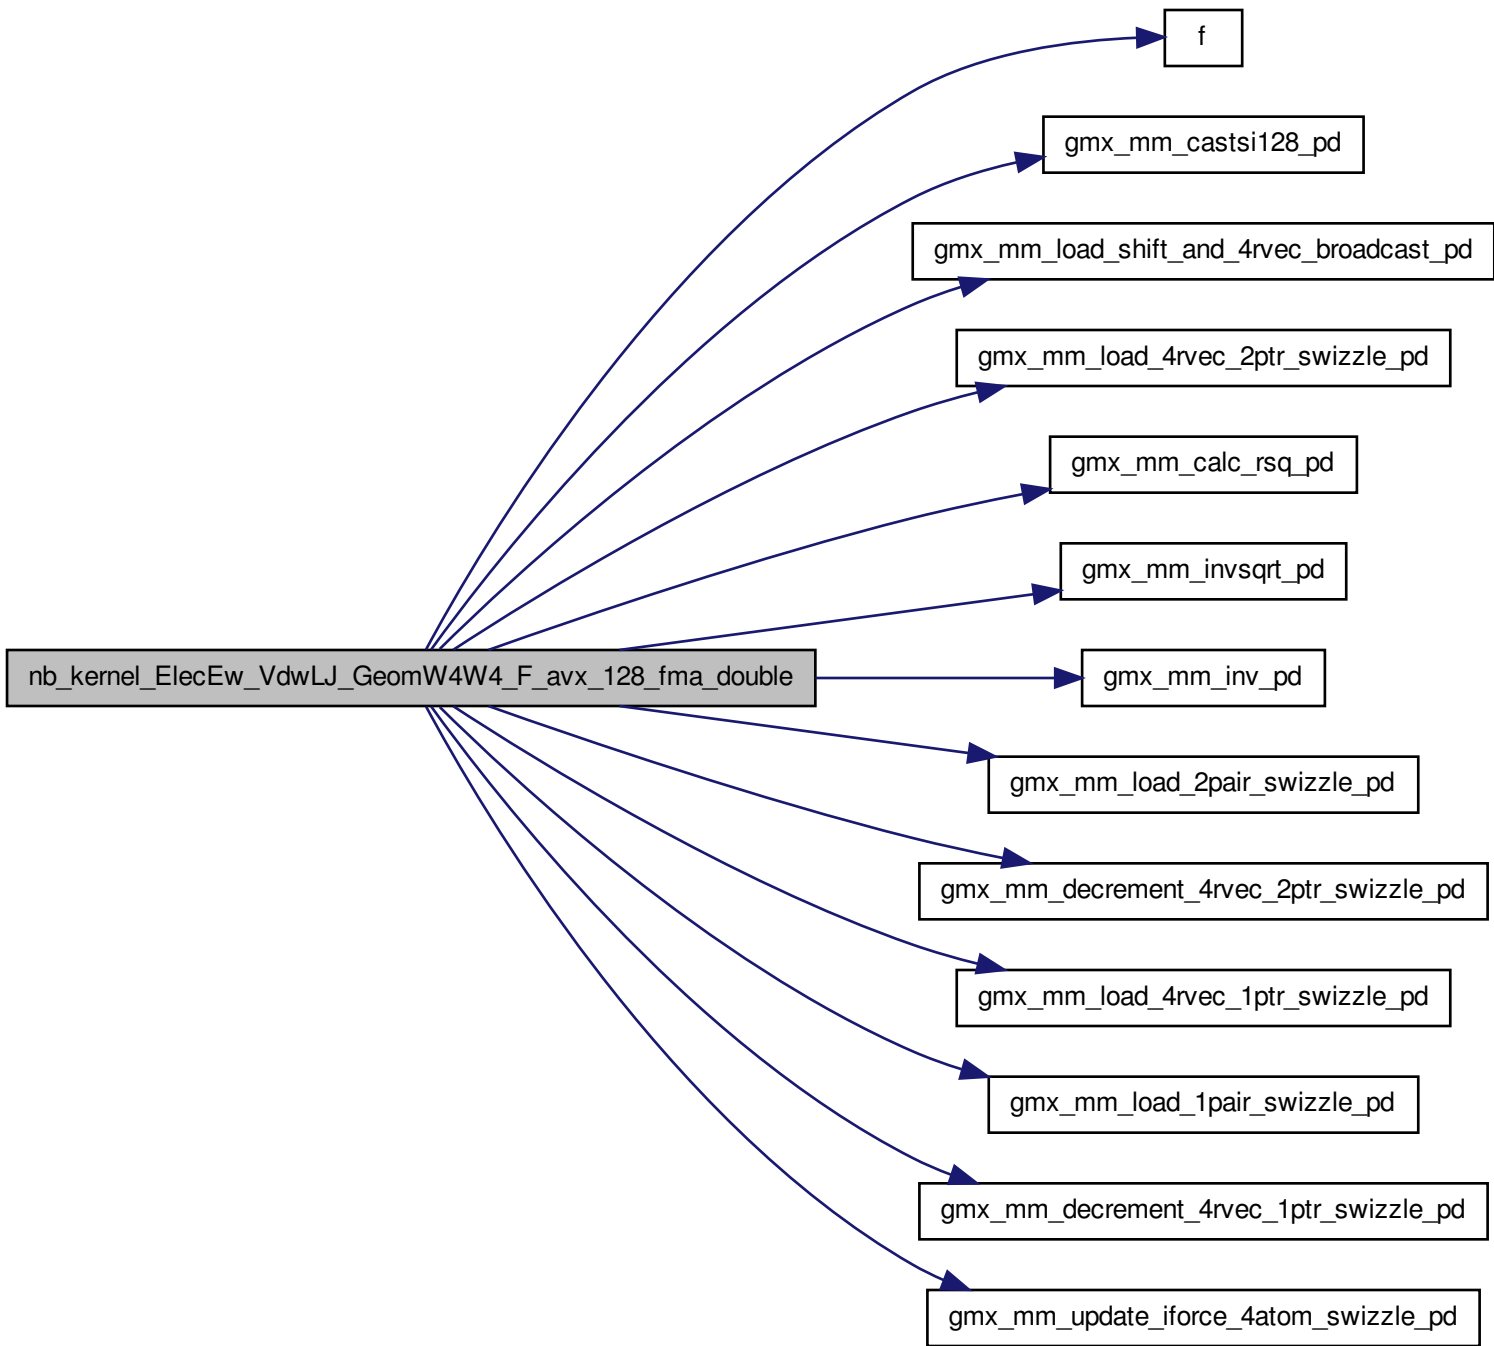 f
gmx_mm_castsi128_pd
gmx_mm_load_shift_and_4rvec_broadcast_pd
gmx_mm_load_4rvec_2ptr_swizzle_pd
gmx_mm_calc_rsq_pd
gmx_mm_invsqrt_pd
nb_kernel_ElecEw_VdwLJ_GeomW4W4_F_avx_128_fma_double
gmx_mm_inv_pd
gmx_mm_load_2pair_swizzle_pd
gmx_mm_decrement_4rvec_2ptr_swizzle_pd
gmx_mm_load_4rvec_1ptr_swizzle_pd
gmx_mm_load_1pair_swizzle_pd
gmx_mm_decrement_4rvec_1ptr_swizzle_pd
gmx_mm_update_iforce_4atom_swizzle_pd